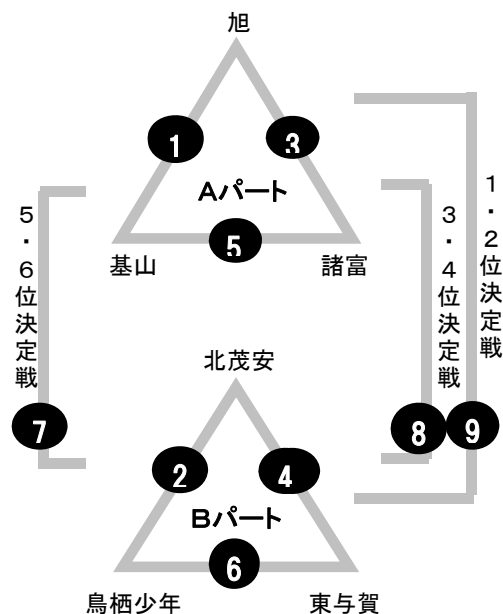 旭
1
3
Aパート
5
基山
諸富
5・6位決定戦
3・4位決定戦
1・2位決定戦
北茂安
7
8
9
2
4
Bパート
6
鳥栖少年
東与賀